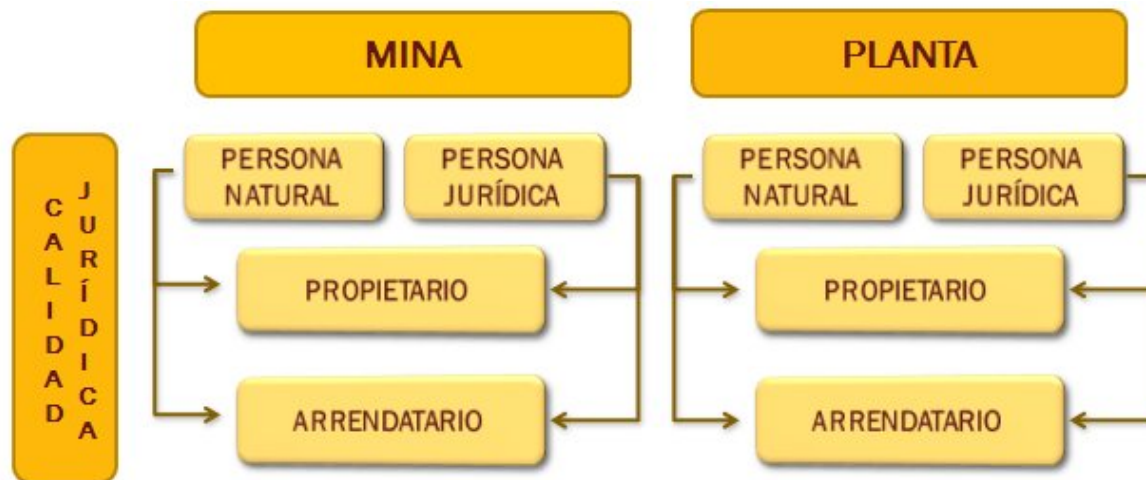 MINA
PLANTA
CALIDAD
JURÍDICA
PERSONA
NATURAL
PERSONA
JURÍDICA
PROPIETARIO
ARRENDATARIO
PERSONA
NATURAL
PERSONA
JURÍDICA
PROPIETARIO
ARRENDATARIO